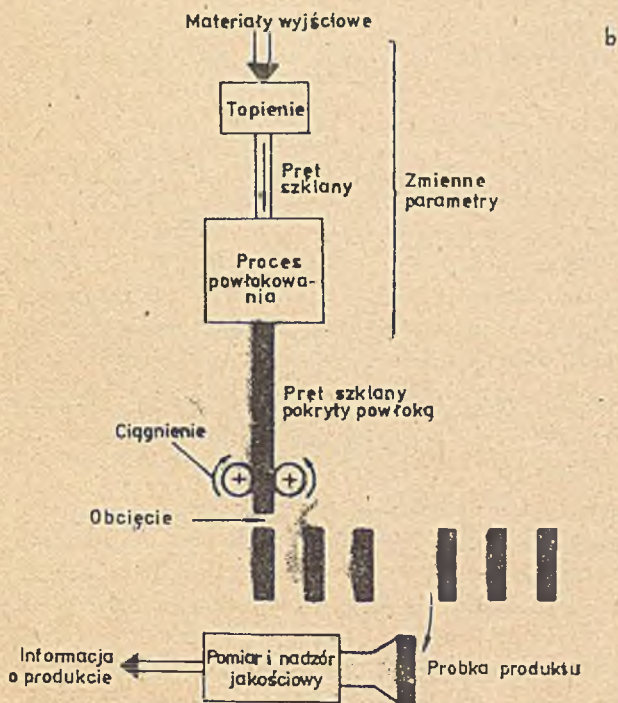 Materiały wyjściowe
b
Topienie
Pręt
szklany
Zmienne
parametry
Proces
powłokowa-
nia
Pręt szklany
pokryty powłoką
Ciągnienie
Obcięcie
Informacja
o produkcie
Pomiar i nadzór
jakościowy
Probka produktu